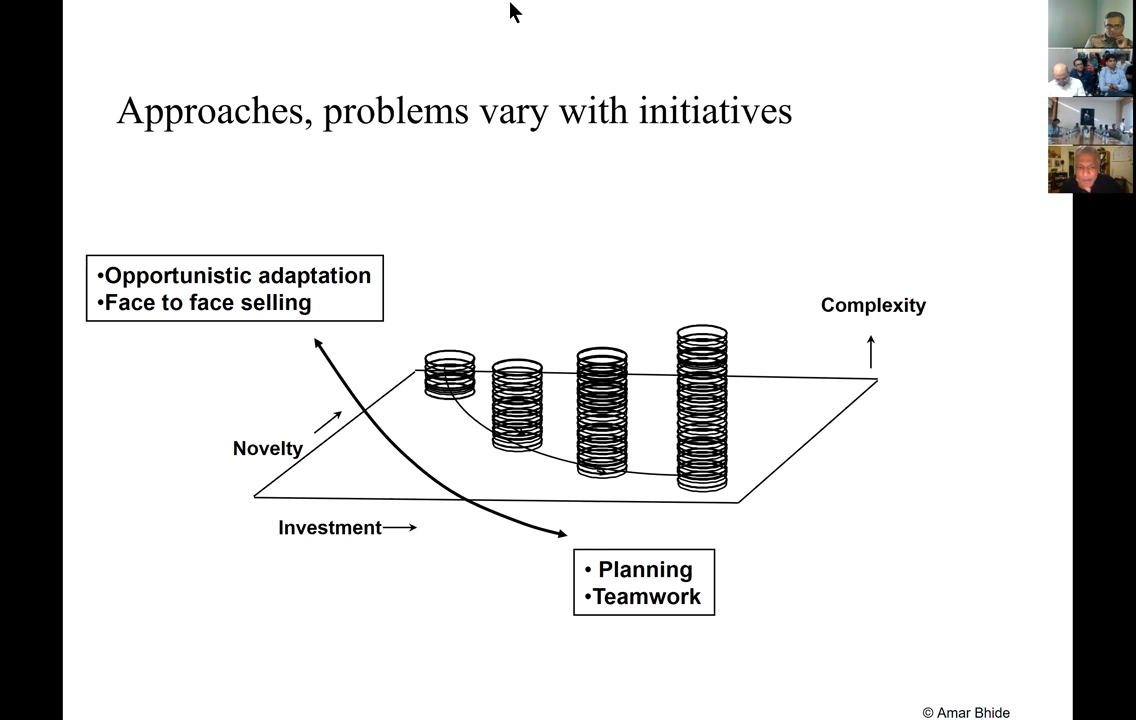 Approaches, problems vary with initiatives
•Opportunistic adaptation
•Face to face selling
Complexity
Novelty
Investment
• Planning
•Teamwork
© Amar Bhide